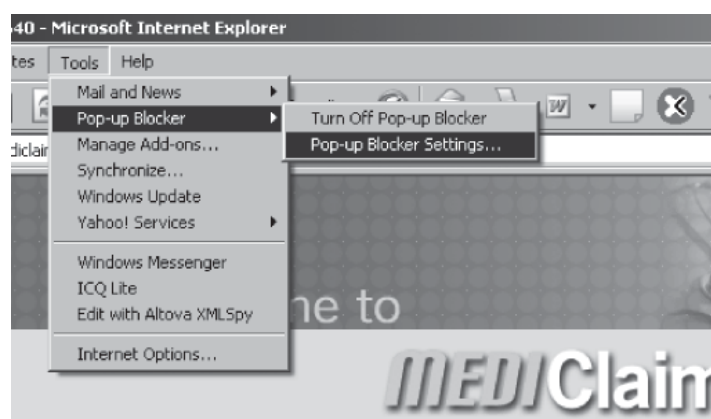 40 - Microsoft Internet Explorer
tes Tools Help
Mail and News
Pop-up Blocker
Turn Off Pop-up Blocker
Manage Add-ons...
Pop-up Blocker Settings...
diclair
Synchronize...
Windows Update
Yahoo! Services
Windows Messenger
ICQ Lite
Edit with Altova XMLSpy
Internet Options...
me to
MEDIClaim